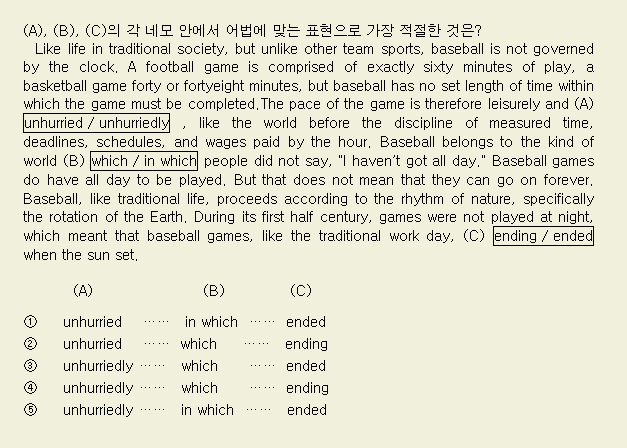 (A), (B), (C)의 각 네모 안에서 어법에 맞는 표현으로 가장 적절한 것은?
Like life in traditional society, but unlike other team sports, baseball is not governed
by the clock. A football game is comprised of exactly sixty minutes of play, a
basketball game forty or fortyeight minutes, but baseball has no set length of time within
which the game must be completed.The pace of the game is therefore leisurely and (A)
unhurried / unhurriedly , like the world before the discipline of measured time,
deadlines, schedules, and wages paid by the hour. Baseball belongs to the kind of
world (B) which / in which people did not say, "I haven't got all day." Baseball games
do have all day to be played. But that does not mean that they can go on forever.
Baseball, like traditional life, proceeds according to the rhythm of nature, specifically
the rotation of the Earth. During its first half century, games were not played at night,
which meant that baseball games, like the traditional work day, (C) ending / ended
when the sun set.
(A) (B) (C)
① unhurried …… in which …… ended
② unhurried …… which …… ending
③ unhurriedly …… which …… ended
④ unhurriedly …… which …… ending
⑤ unhurriedly …… in which …… ended